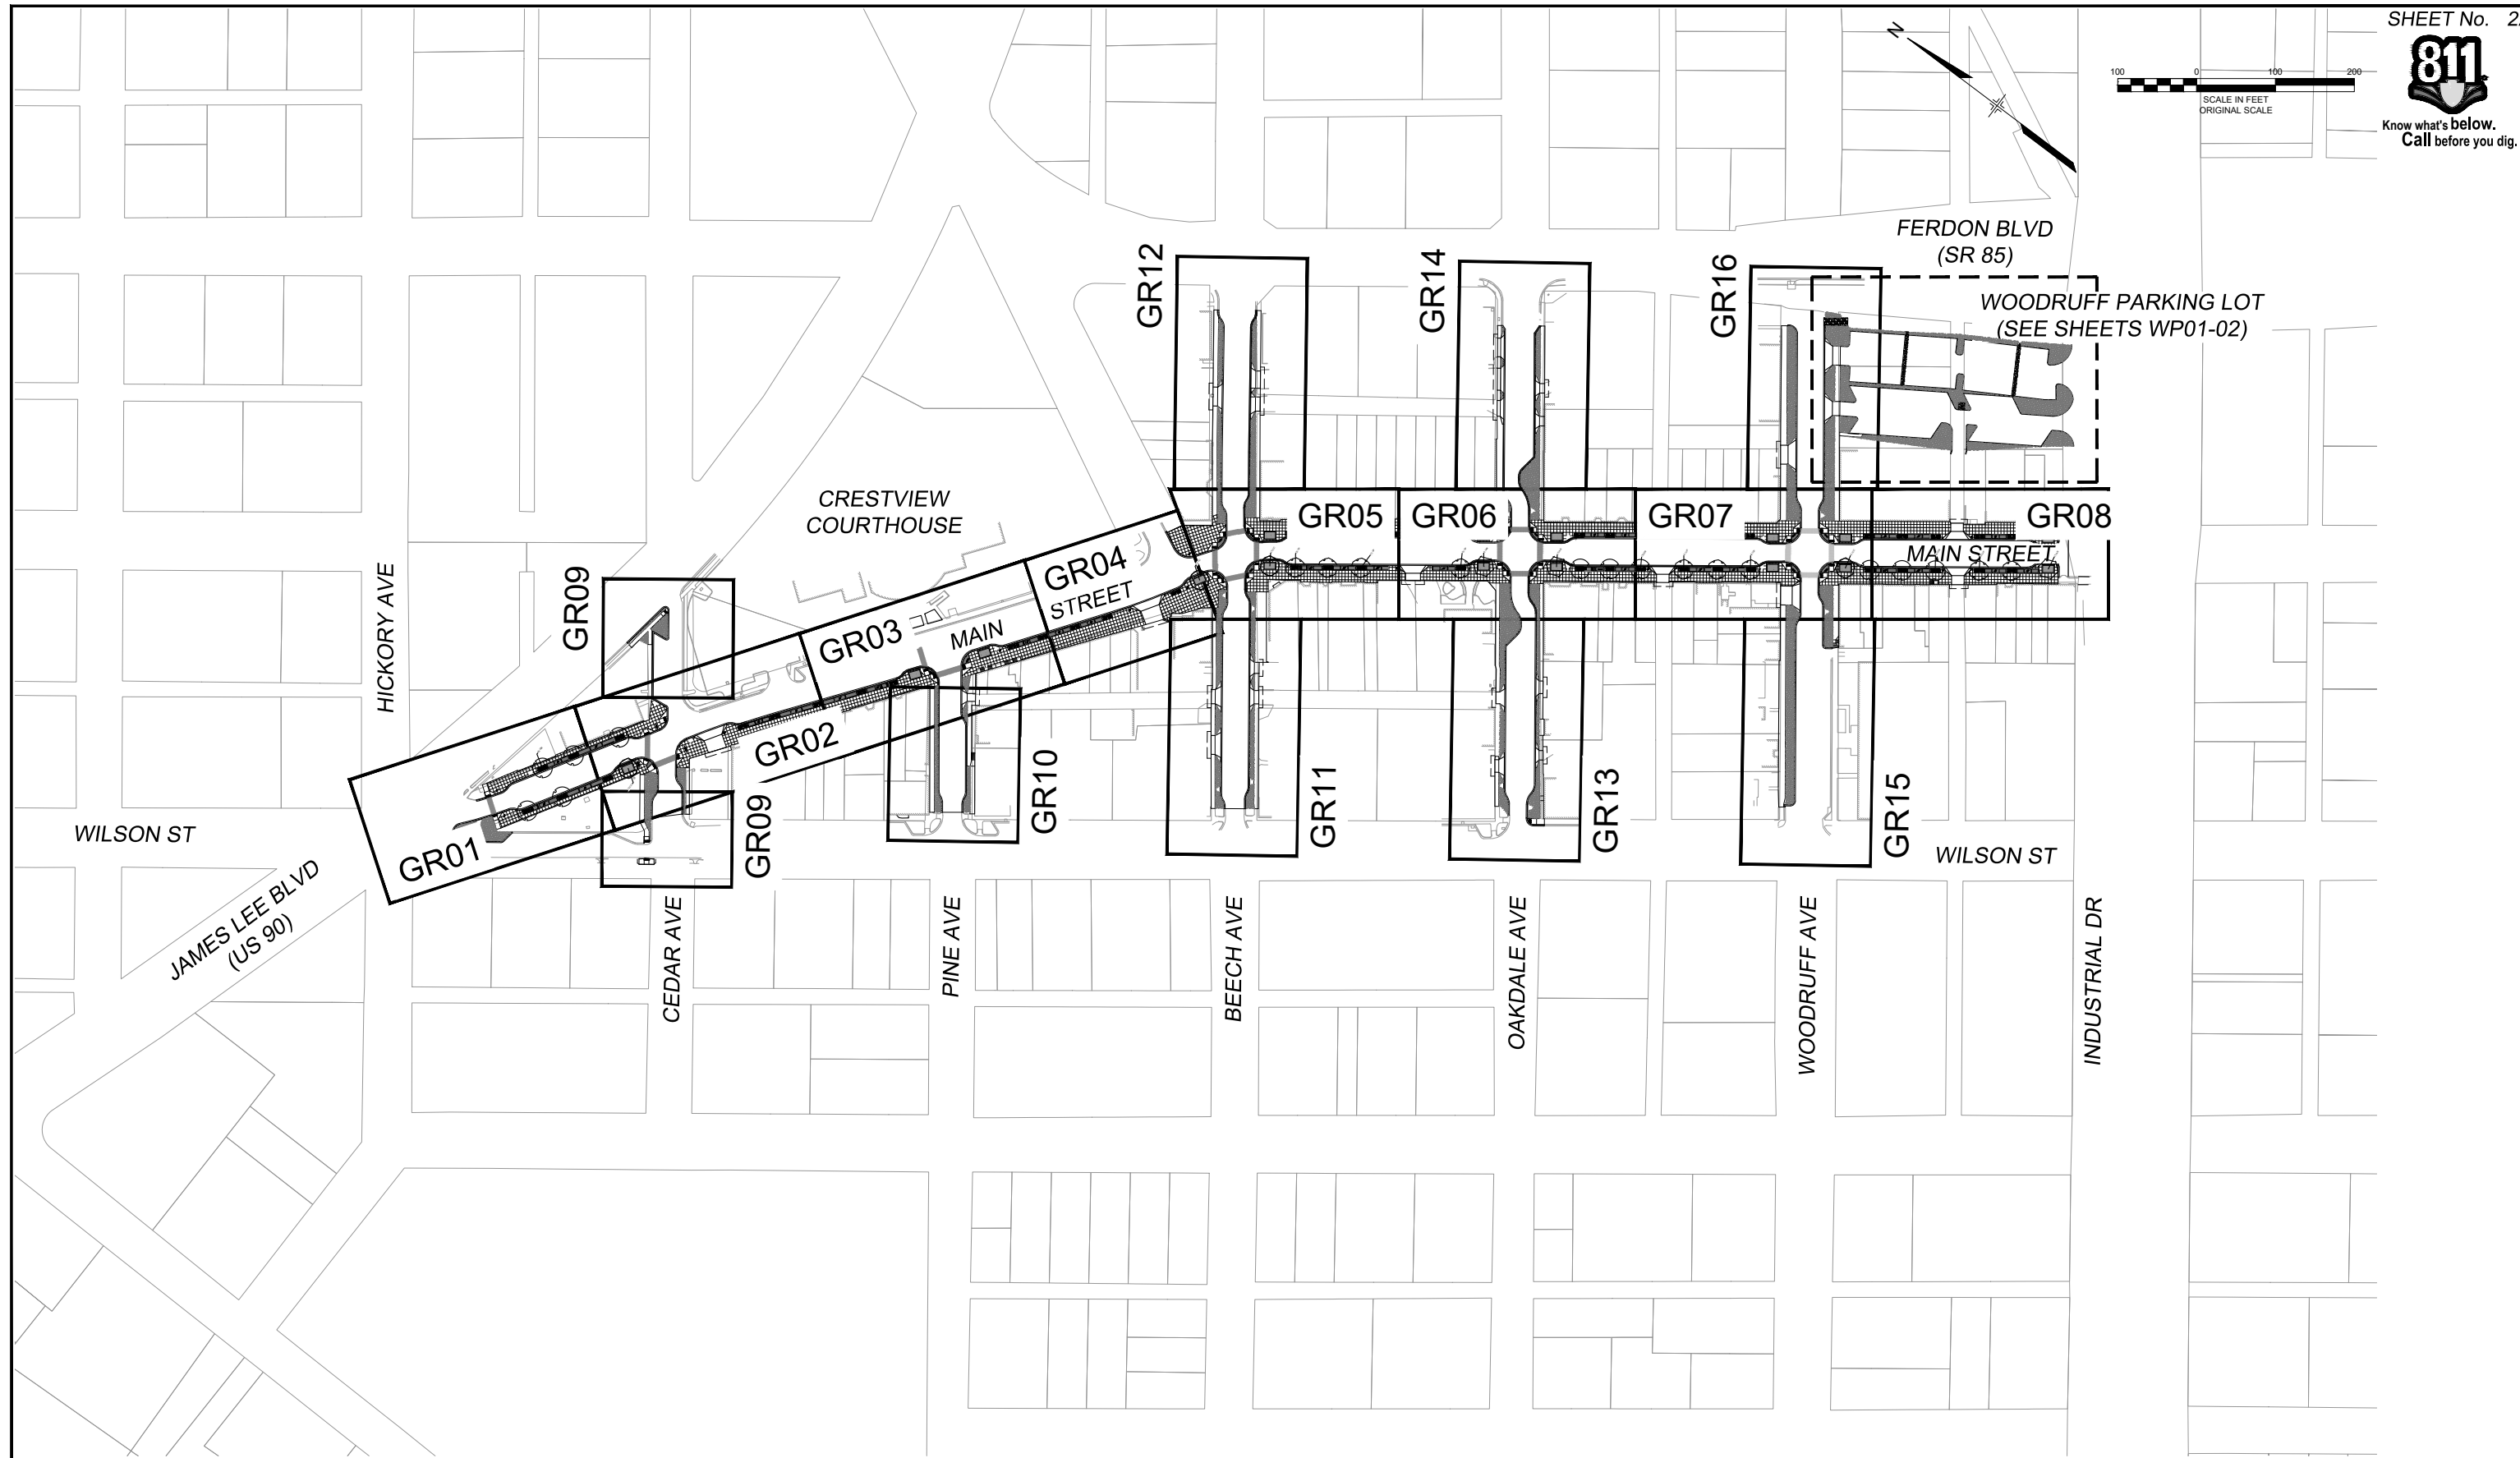 SHEET No. 2
811
Know what's below.
Call before you dig.
N
100 0 100 200
SCALE IN FEET
ORIGINAL SCALE
FERDON BLVD
(SR 85)
WOODRUFF PARKING LOT
(SEE SHEETS WP01-02)
GR12
GR14
GR16
CRESTVIEW
COURTHOUSE
GR05
GR06
GR07
GR08
MAIN STREET
GR04
STREET
GR03
MAIN
GR09
HICKORY AVE
GR02
GR01
GR09
GR10
GR11
GR13
GR15
WILSON ST
WILSON ST
JAMES LEE BLVD
(US 90)
CEDAR AVE
PINE AVE
BEECH AVE
OAKDALE AVE
WOODRUFF AVE
INDUSTRIAL DR